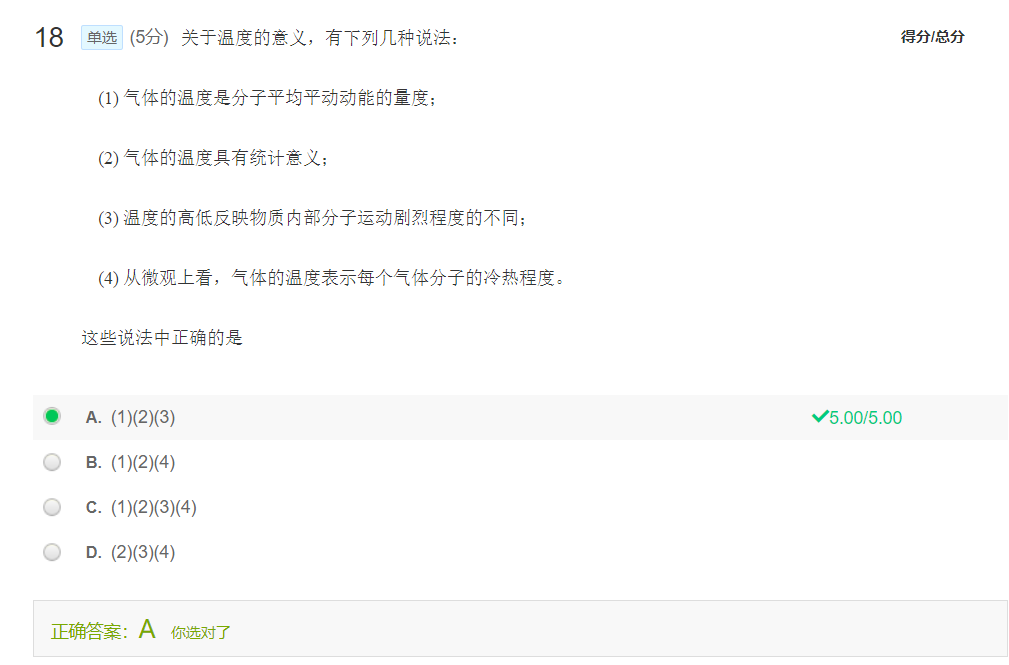 18 单选 (5分) 关于温度的意义，有下列几种说法： 得分/总分
(1) 气体的温度是分子平均平动动能的量度；
(2) 气体的温度具有统计意义；
(3) 温度的高低反映物质内部分子运动剧烈程度的不同；
(4) 从微观上看，气体的温度表示每个气体分子的冷热程度。
这些说法中正确的是
A. (1)(2)(3) 5.00/5.00
B. (1)(2)(4)
C. (1)(2)(3)(4)
D. (2)(3)(4)
正确答案：A 你选对了